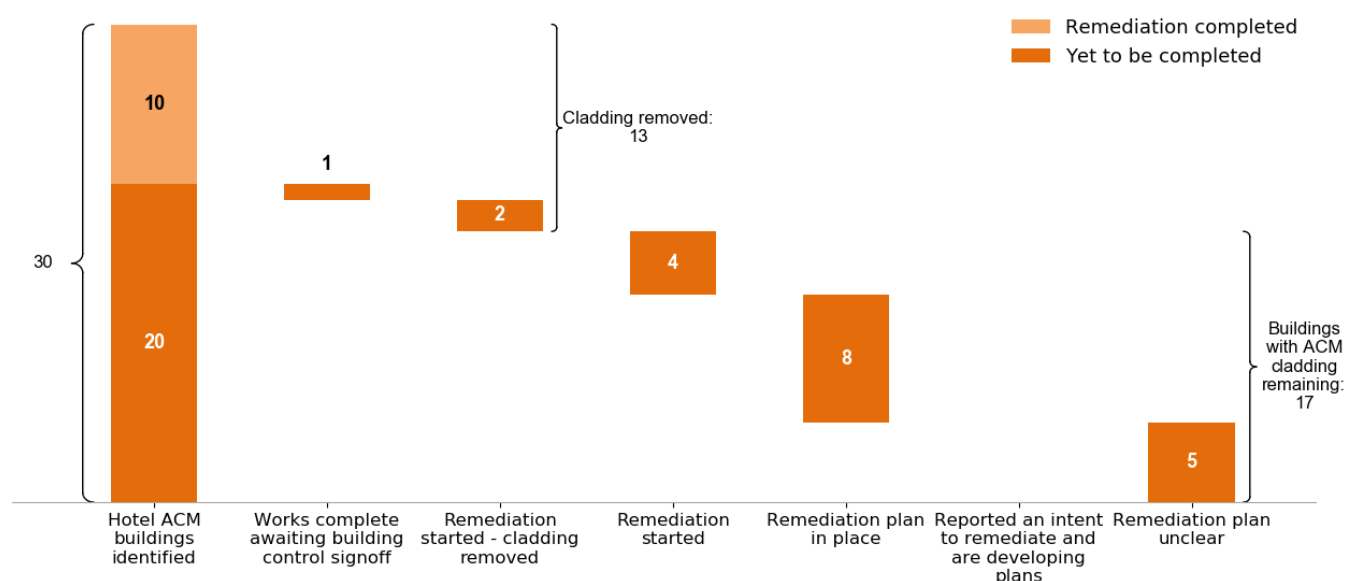 Remediation completed
Yet to be completed
10
Cladding removed:
13
1
2
30
4
20
8
Buildings
with ACM
cladding
remaining:
17
5
Hotel ACM
buildings
identified
Works complete
awaiting building
control signoff
Remediation
started - cladding
removed
Remediation
started
Remediation plan
in place
Reported an intent
to remediate and
are developing
plans
Remediation plan
unclear